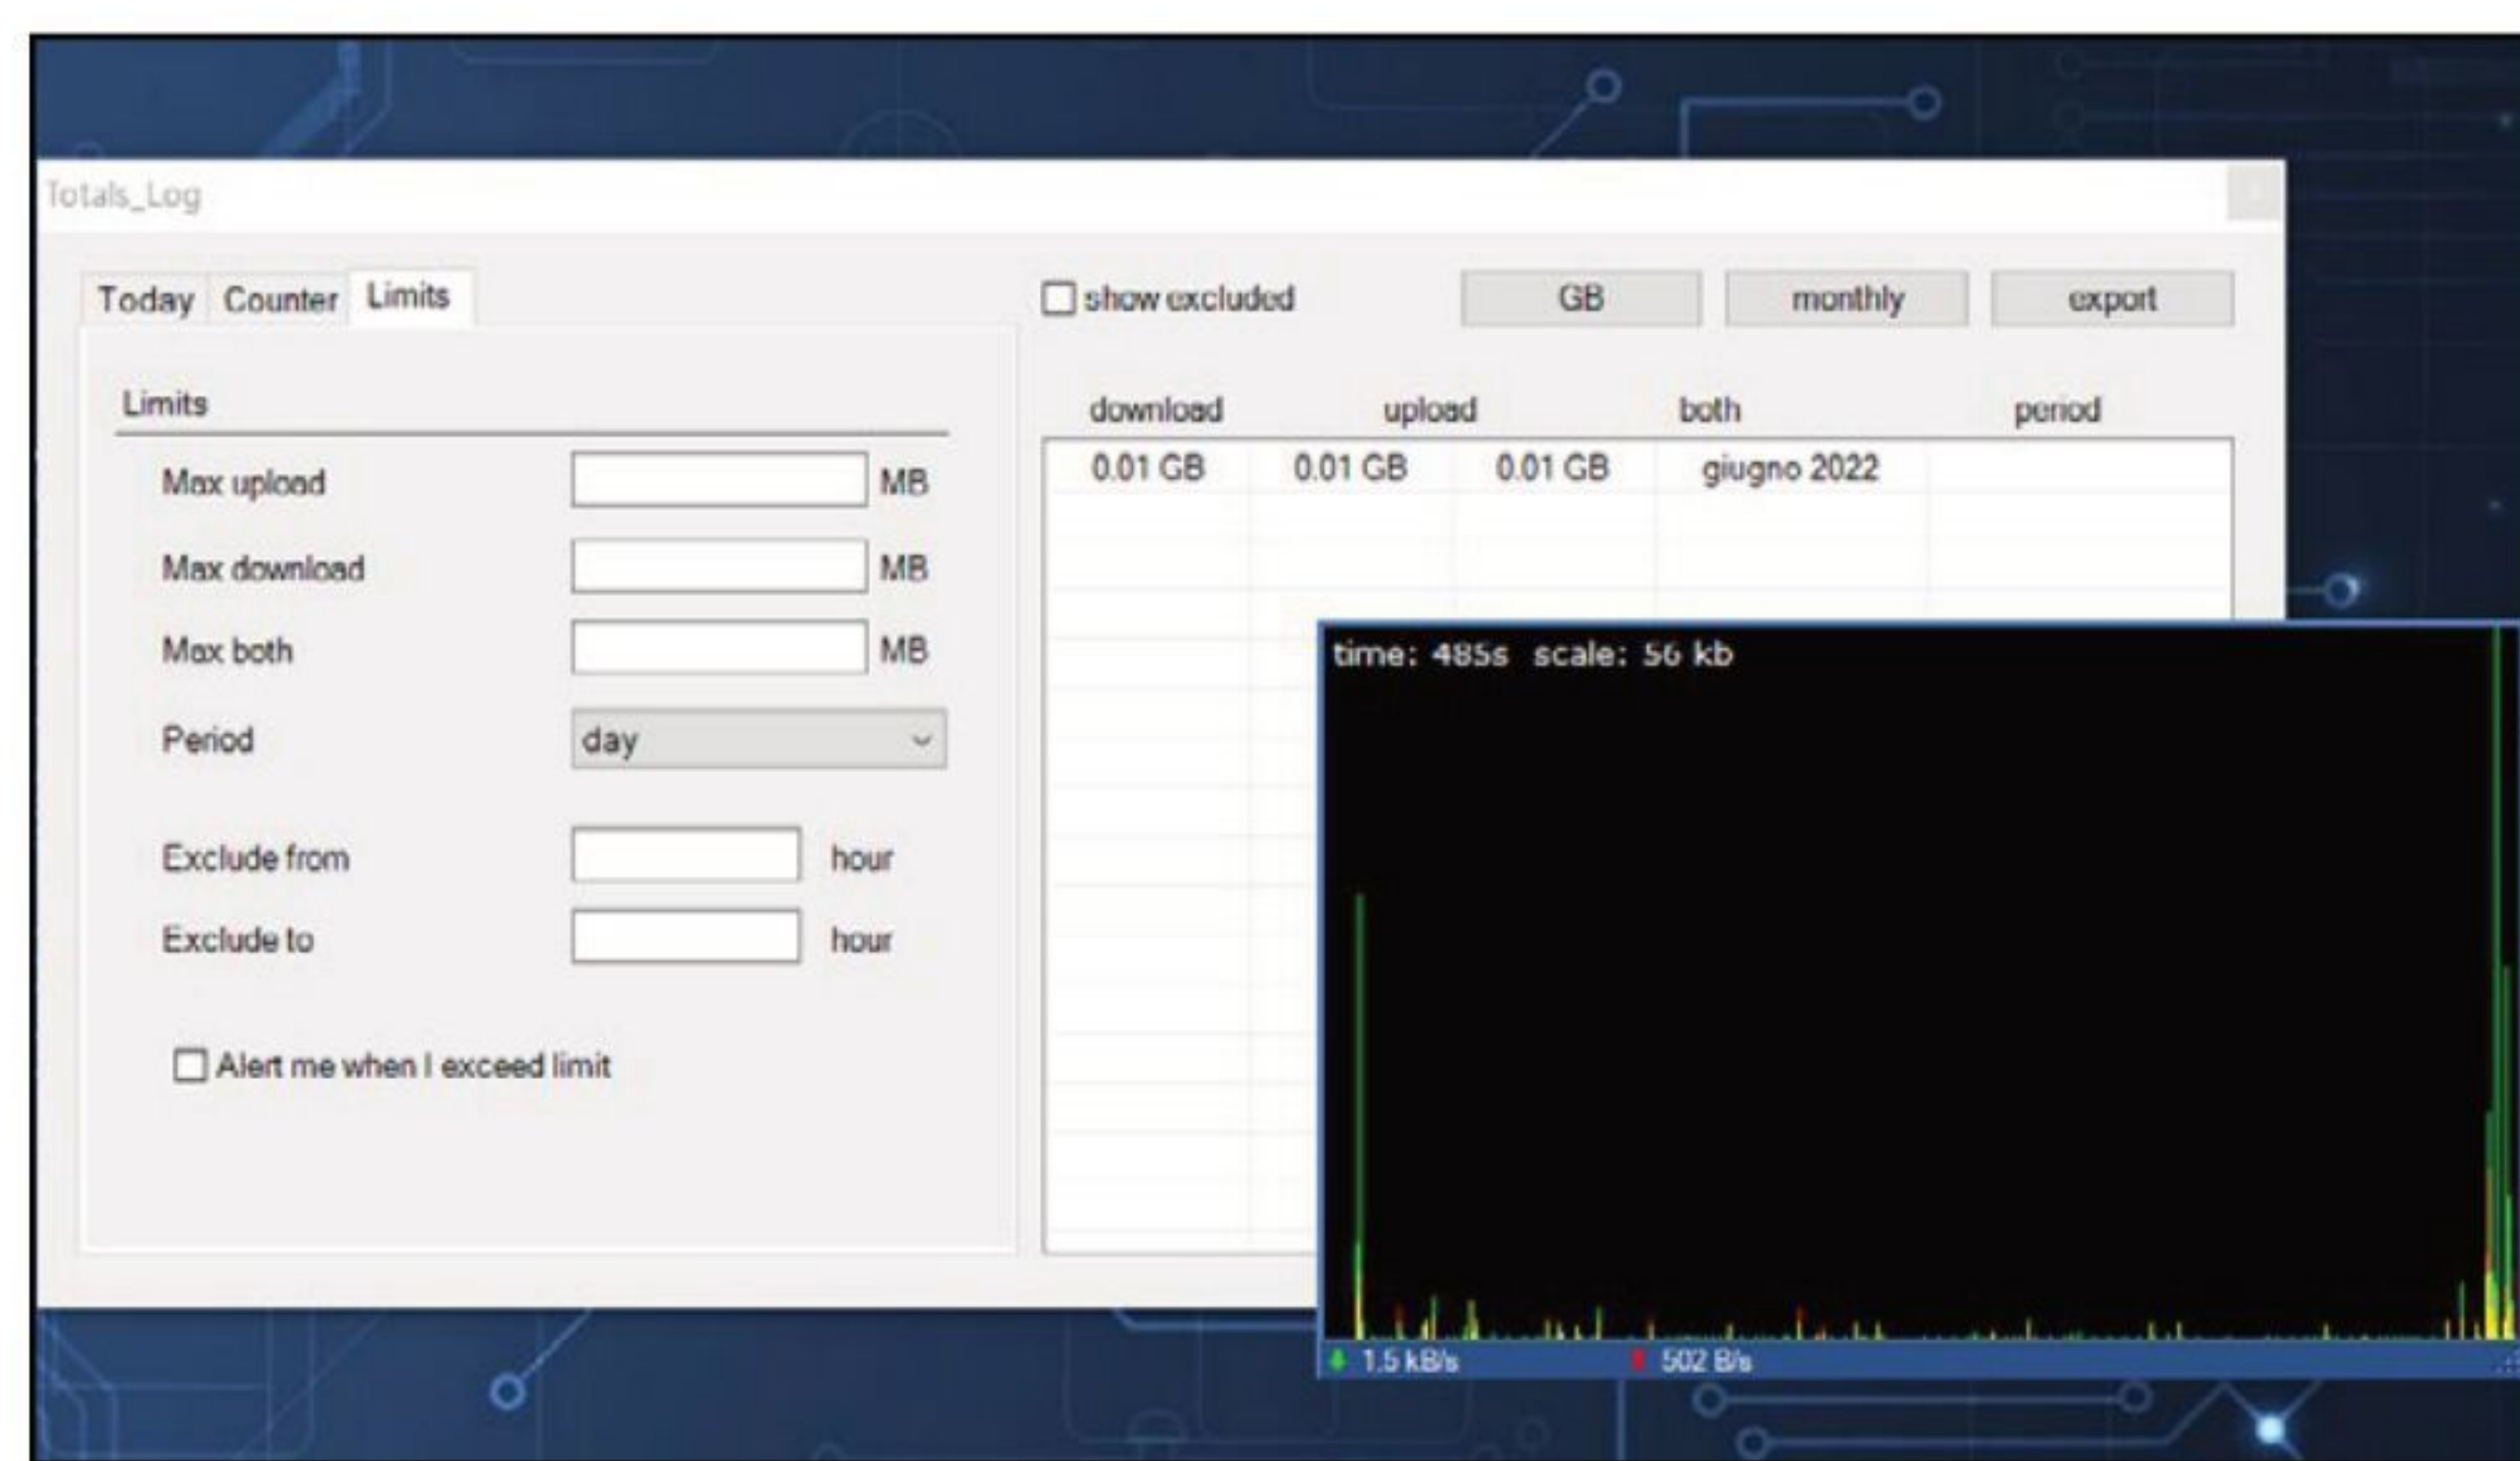 Totals_Log
Today Counter Limits
show excluded GB monthly export
Limits
Max upload MB
Max download MB
Max both MB
Period day
Exclude from hour
Exclude to hour
Alert me when I exceed limit
download upload both period
0.01 GB 0.01 GB 0.01 GB giugno 2022
time: 485s scale: 56 kb
1.5 kB/s 502 B/s